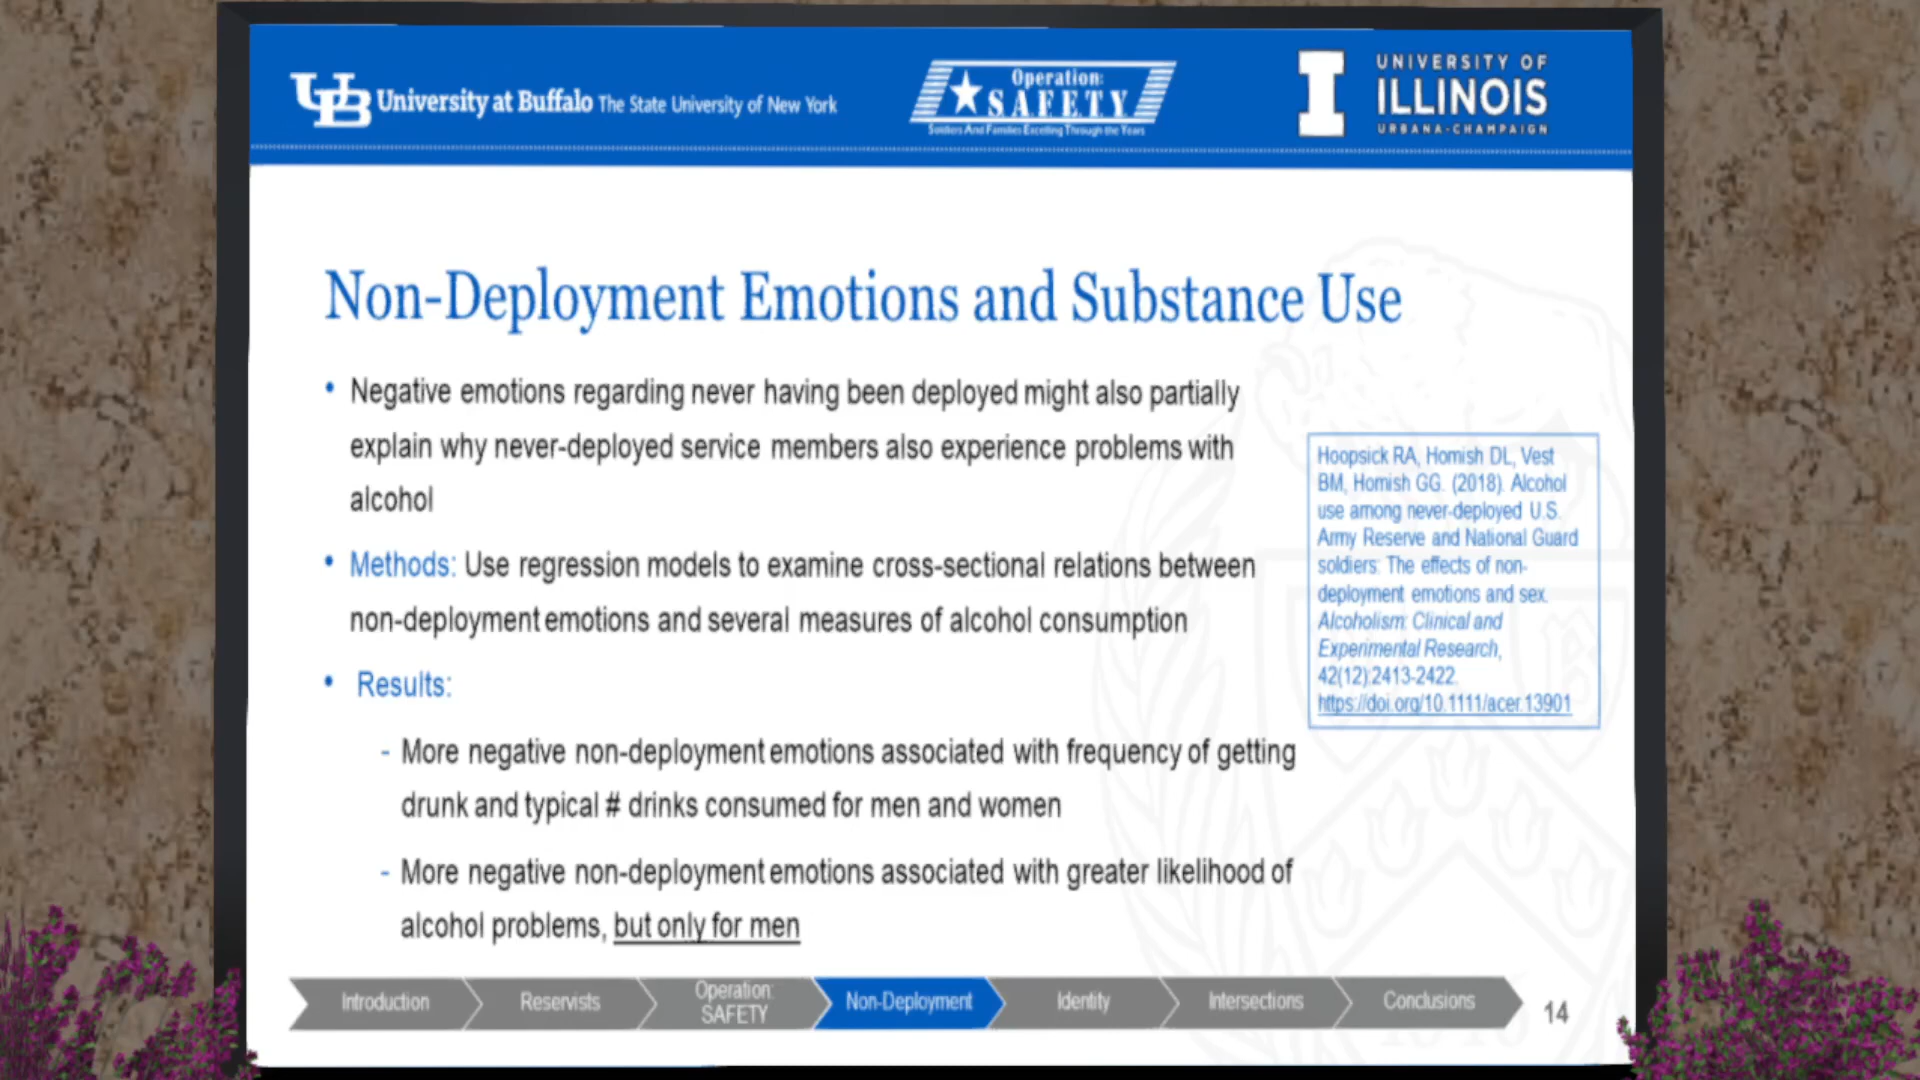 UB University at Buffalo The State University of New York
Operation:
SAFETY
Soldiers And Families Excelling Through the Years
I
UNIVERSITY OF
ILLINOIS
URBANA-CHAMPAIGN
Non-Deployment Emotions and Substance Use
• Negative emotions regarding never having been deployed might also partially
explain why never-deployed service members also experience problems with
alcohol
• Methods: Use regression models to examine cross-sectional relations between
non-deployment emotions and several measures of alcohol consumption
• Results:
- More negative non-deployment emotions associated with frequency of getting
drunk and typical # drinks consumed for men and women
- More negative non-deployment emotions associated with greater likelihood of
alcohol problems, but only for men
Hoopsick RA, Homish DL, Vest
BM, Homish GG. (2018). Alcohol
use among never-deployed U.S.
Army Reserve and National Guard
soldiers: The effects of non-
deployment emotions and sex.
Alcoholism: Clinical and
Experimental Research,
42(12):2413-2422.
https://doi.org/10.1111/acer.13901
Introduction
Reservists
Operation:
SAFETY
Non-Deployment
Identity
Intersections
Conclusions
14